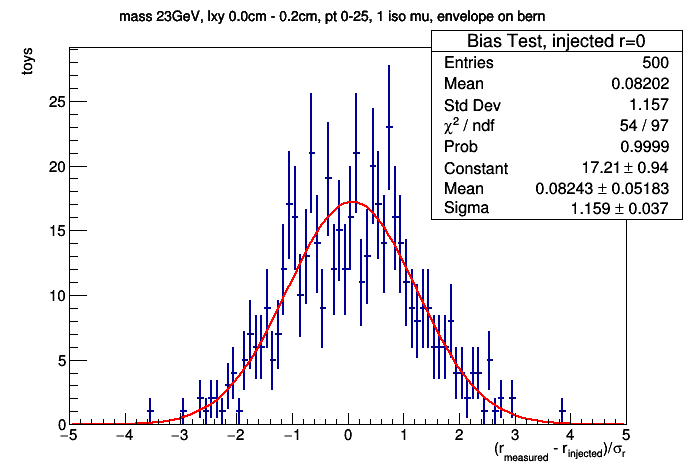 mass 23GeV, lxy 0.0cm - 0.2cm, pt 0-25, 1 iso mu, envelope on bern
toys
Bias Test, injected r=0
Entries 500
Mean 0.08202
Std Dev 1.157
χ² / ndf 54 / 97
Prob 0.9999
Constant 17.21 ± 0.94
Mean 0.08243 ± 0.05183
Sigma 1.159 ± 0.037
25
20
15
10
5
0
−5 −4 −3 −2 −1 0 1 2 3 4 5
(r_measured - r_injected)/σ_r